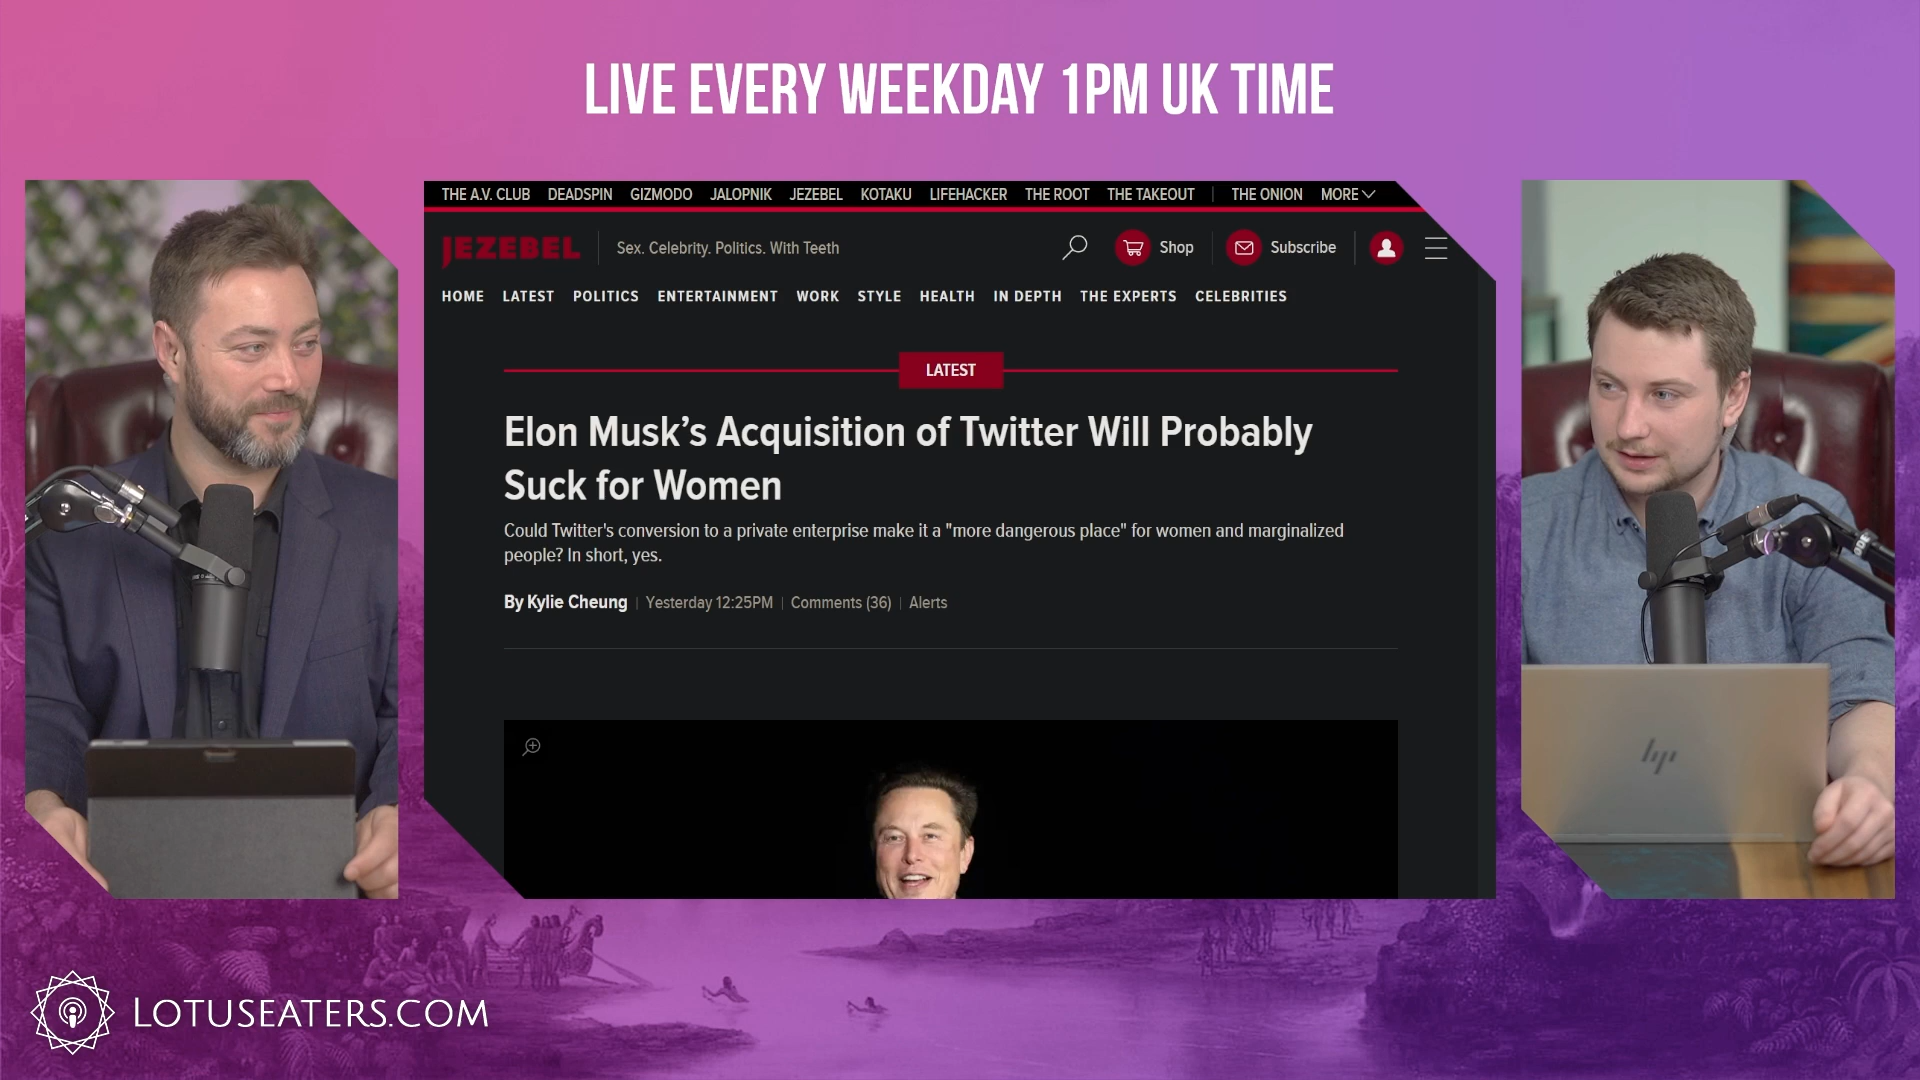 LIVE EVERY WEEKDAY 1PM UK TIME
THE A.V. CLUB DEADSPIN GIZMODO JALOPNIK JEZEBEL KOTAKU LIFEHACKER THE ROOT THE TAKEOUT | THE ONION MORE
JEZEBEL Sex. Celebrity. Politics. With Teeth Shop Subscribe
HOME LATEST POLITICS ENTERTAINMENT WORK STYLE HEALTH IN DEPTH THE EXPERTS CELEBRITIES
LATEST
Elon Musk’s Acquisition of Twitter Will Probably
Suck for Women
Could Twitter's conversion to a private enterprise make it a "more dangerous place" for women and marginalized
people? In short, yes.
By Kylie Cheung | Yesterday 12:25PM | Comments (36) | Alerts
hp
LOTUSEATERS.COM